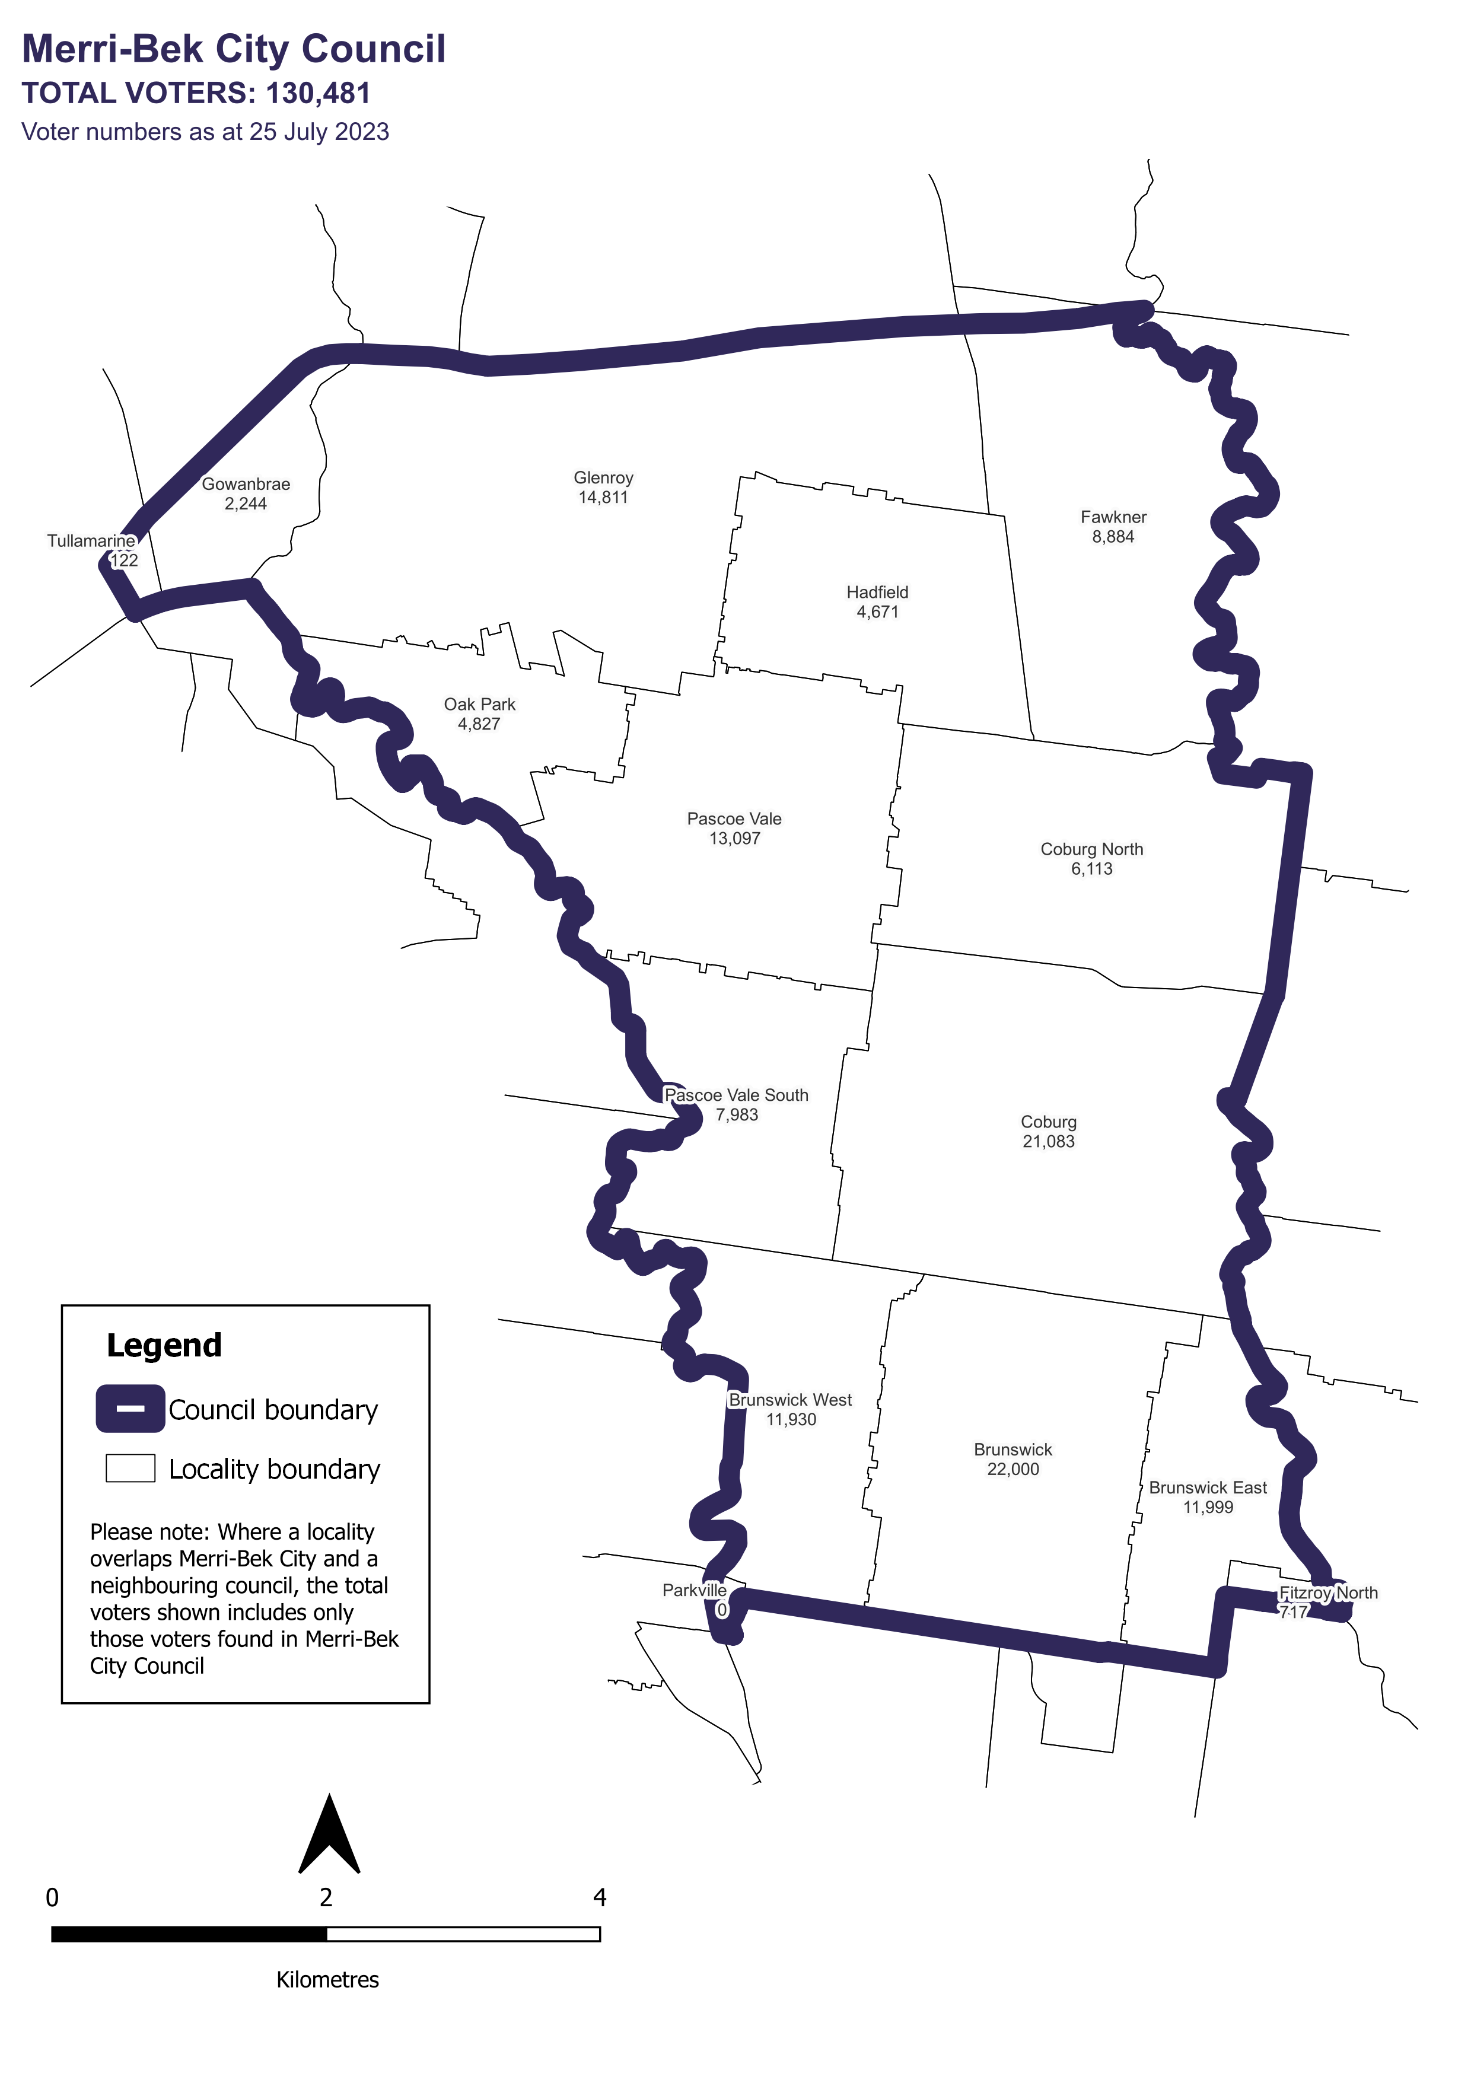 Merri-Bek City Council
TOTAL VOTERS: 130,481
Voter numbers as at 25 July 2023
Gowanbrae
2,244
Glenroy
14,811
Fawkner
8,884
Tullamarine
122
Hadfield
4,671
Oak Park
4,827
Pascoe Vale
13,097
Coburg North
6,113
Pascoe Vale South
7,983
Coburg
21,083
Brunswick West
11,930
Brunswick
22,000
Brunswick East
11,999
Parkville
0
Fitzroy North
717
Legend
Council boundary
Locality boundary
Please note: Where a locality
overlaps Merri-Bek City and a
neighbouring council, the total
voters shown includes only
those voters found in Merri-Bek
City Council
0 2 4
Kilometres